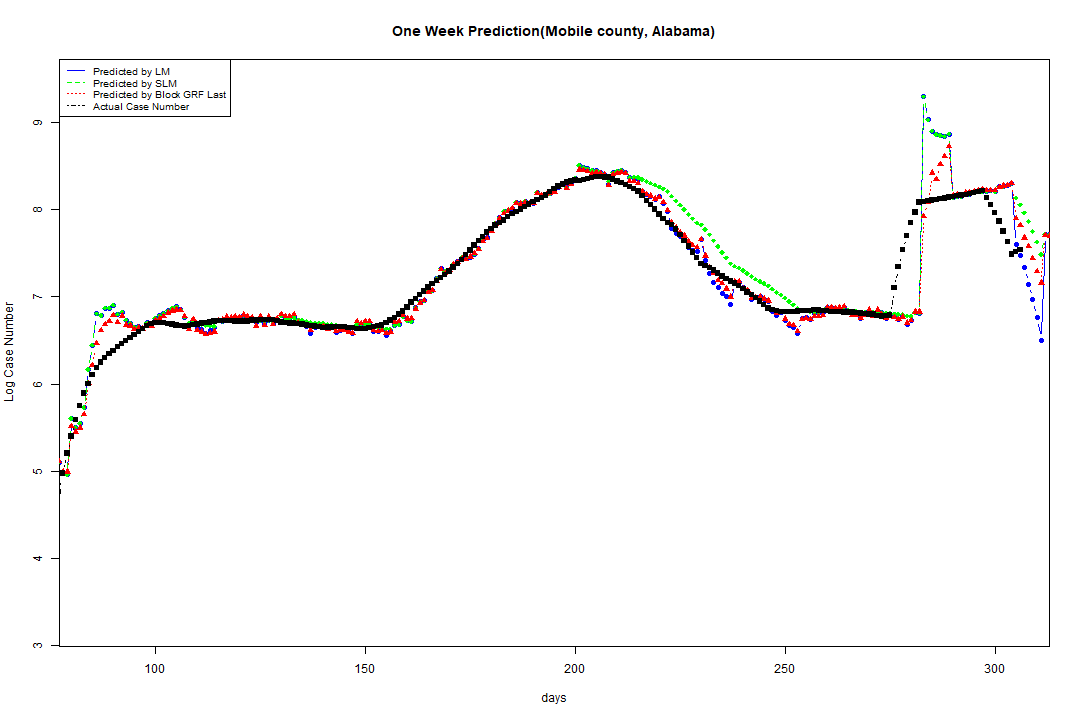 One Week Prediction(Mobile county, Alabama)
Predicted by LM
Predicted by SLM
Predicted by Block GRF Last
Actual Case Number
9
8
7
6
5
4
3
Log Case Number
100 150 200 250 300
days